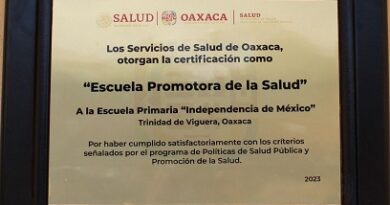 SALUD OAXACA SALUD
Los Servicios de Salud de Oaxaca,
otorgan la certificación como
“Escuela Promotora de la Salud”
A la Escuela Primaria “Independencia de México”
Trinidad de Viguera, Oaxaca
Por haber cumplido satisfactoriamente con los criterios
señalados por el programa de Políticas de Salud Pública y
Promoción de la Salud.
2023